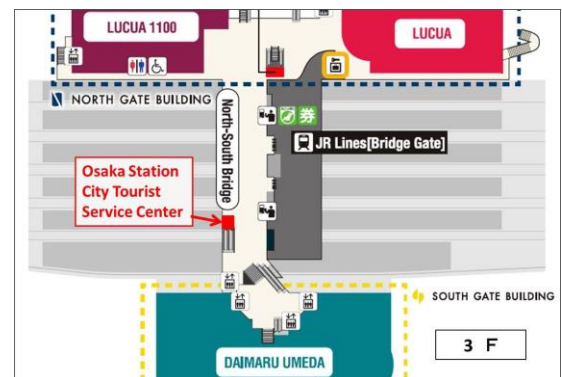 LUCUA 1100
LUCUA
NORTH GATE BUILDING
North-South Bridge
券
JR Lines[Bridge Gate]
Osaka Station
City Tourist
Service Center
SOUTH GATE BUILDING
3 F
DAIMARU UMEDA